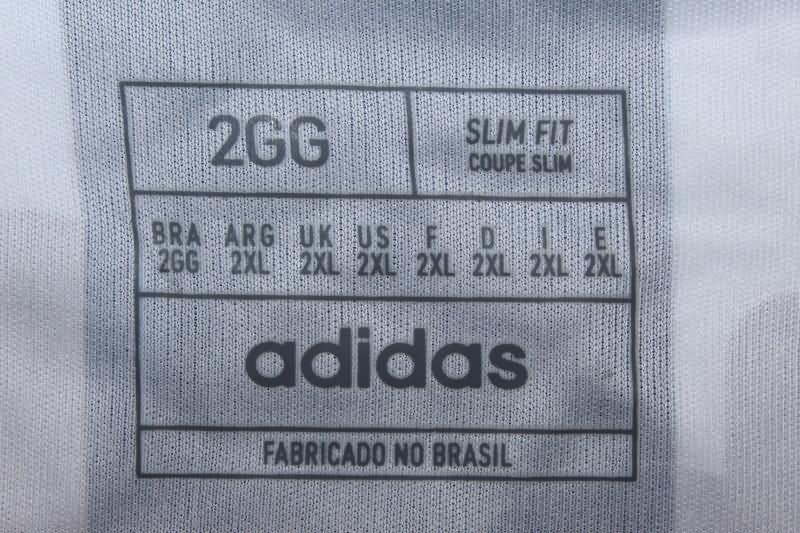 2GG
SLIM FIT
COUPE SLIM
BRA ARG UK US F D I E
2GG 2XL 2XL 2XL 2XL 2XL 2XL 2XL
adidas
FABRICADO NO BRASIL